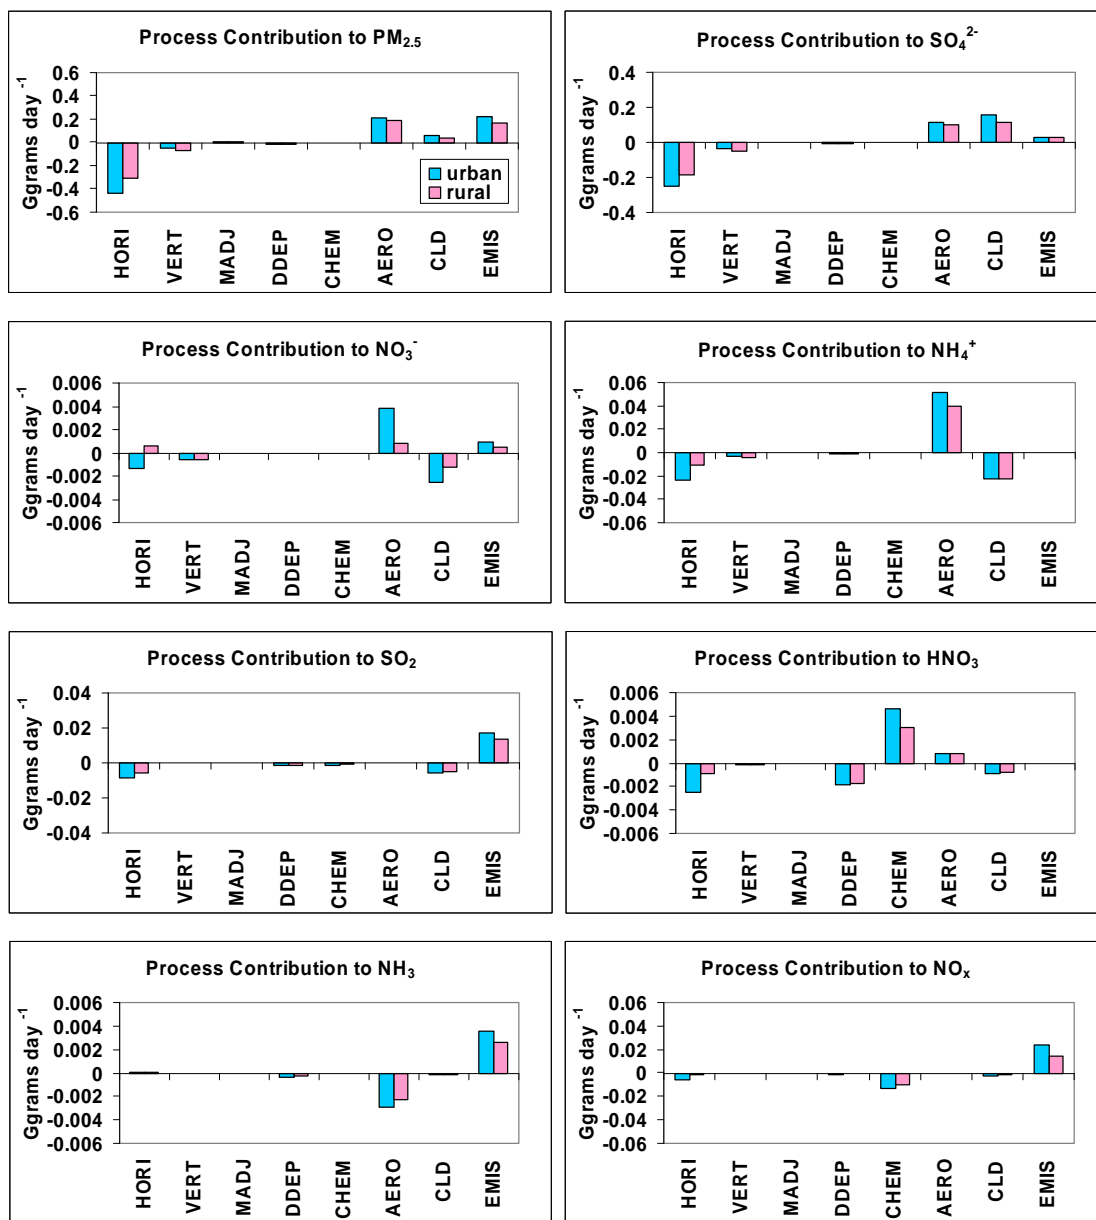 Process Contribution to PM2.5
Ggrams day -1
0.6
0.4
0.2
0
-0.2
-0.4
-0.6
urban
rural
HORI
VERT
MADJ
DDEP
CHEM
AERO
CLD
EMIS
Process Contribution to SO4 2-
Ggrams day -1
0.4
0.2
0
-0.2
-0.4
HORI
VERT
MADJ
DDEP
CHEM
AERO
CLD
EMIS
Process Contribution to NO3 -
Ggrams day -1
0.006
0.004
0.002
0
-0.002
-0.004
-0.006
HORI
VERT
MADJ
DDEP
CHEM
AERO
CLD
EMIS
Process Contribution to NH4 +
Ggrams day -1
0.06
0.04
0.02
0
-0.02
-0.04
-0.06
HORI
VERT
MADJ
DDEP
CHEM
AERO
CLD
EMIS
Process Contribution to SO2
Ggrams day -1
0.04
0.02
0
-0.02
-0.04
HORI
VERT
MADJ
DDEP
CHEM
AERO
CLD
EMIS
Process Contribution to HNO3
Ggrams day -1
0.006
0.004
0.002
0
-0.002
-0.004
-0.006
HORI
VERT
MADJ
DDEP
CHEM
AERO
CLD
EMIS
Process Contribution to NH3
Ggrams day -1
0.006
0.004
0.002
0
-0.002
-0.004
-0.006
HORI
VERT
MADJ
DDEP
CHEM
AERO
CLD
EMIS
Process Contribution to NOx
Ggrams day -1
0.06
0.04
0.02
0
-0.02
-0.04
-0.06
HORI
VERT
MADJ
DDEP
CHEM
AERO
CLD
EMIS